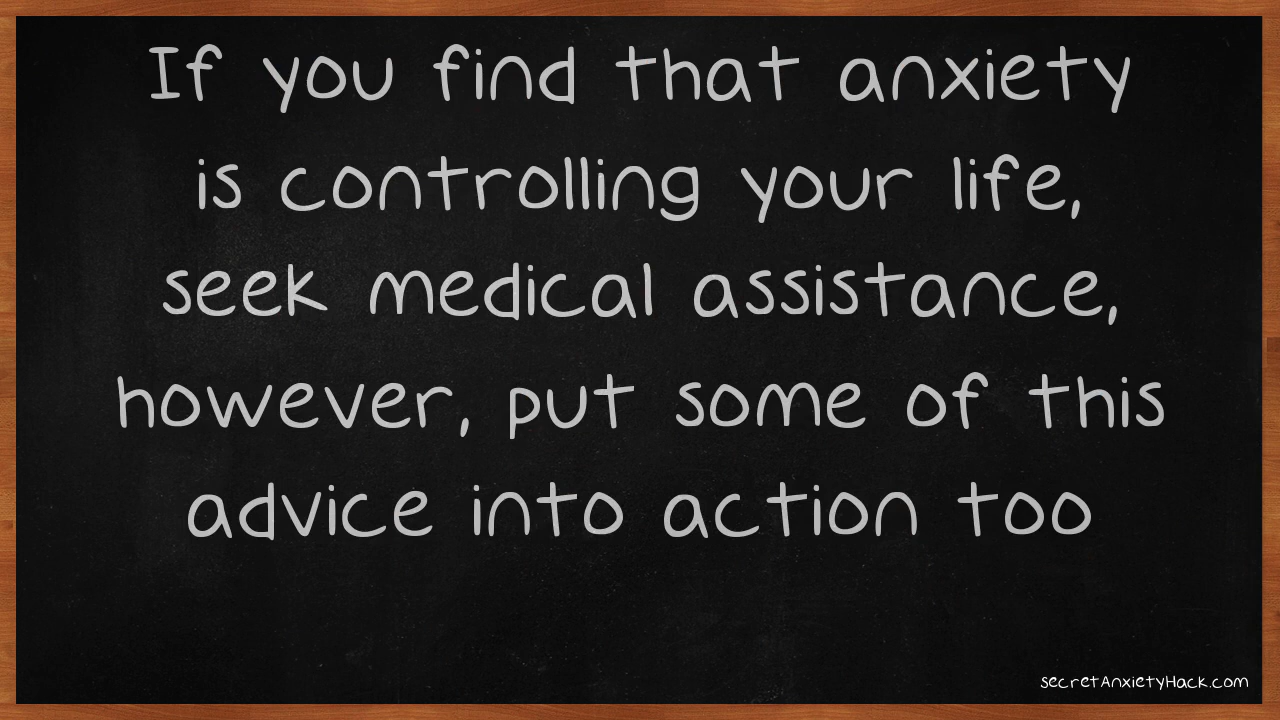 If you find that anxiety
is controlling your life,
seek medical assistance,
however, put some of this
advice into action too
secretAnxietyHack.com